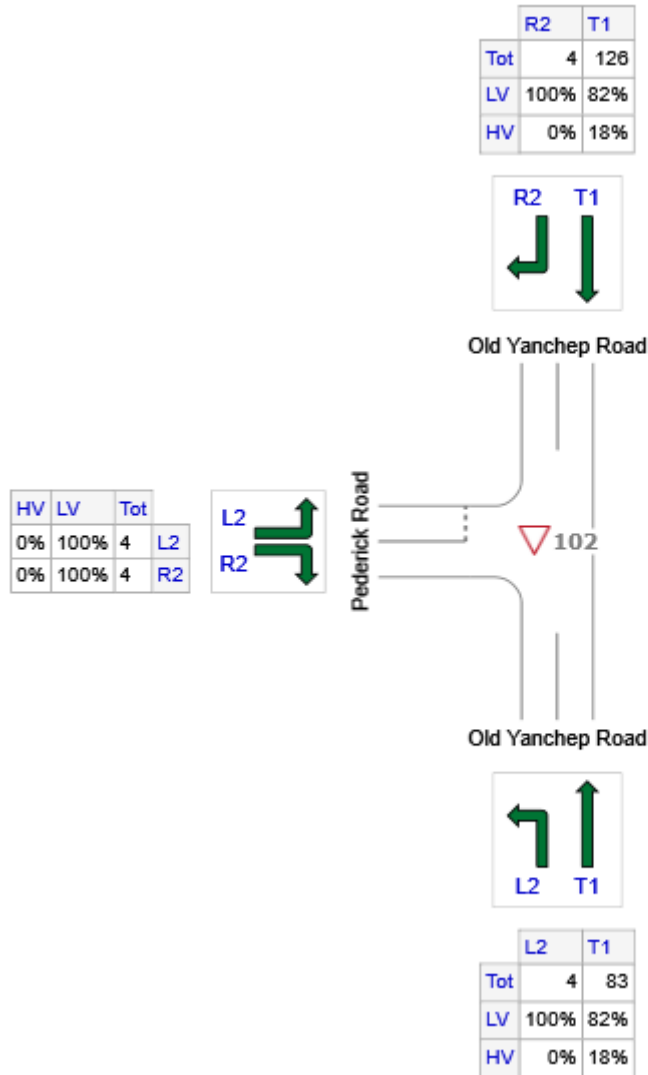 R2 T1
Tot 4 126
LV 100% 82%
HV 0% 18%
R2 T1
Old Yanchep Road
HV LV Tot
0% 100% 4 L2
0% 100% 4 R2
L2
R2
Pederick Road
102
Old Yanchep Road
L2 T1
L2 T1
Tot 4 83
LV 100% 82%
HV 0% 18%